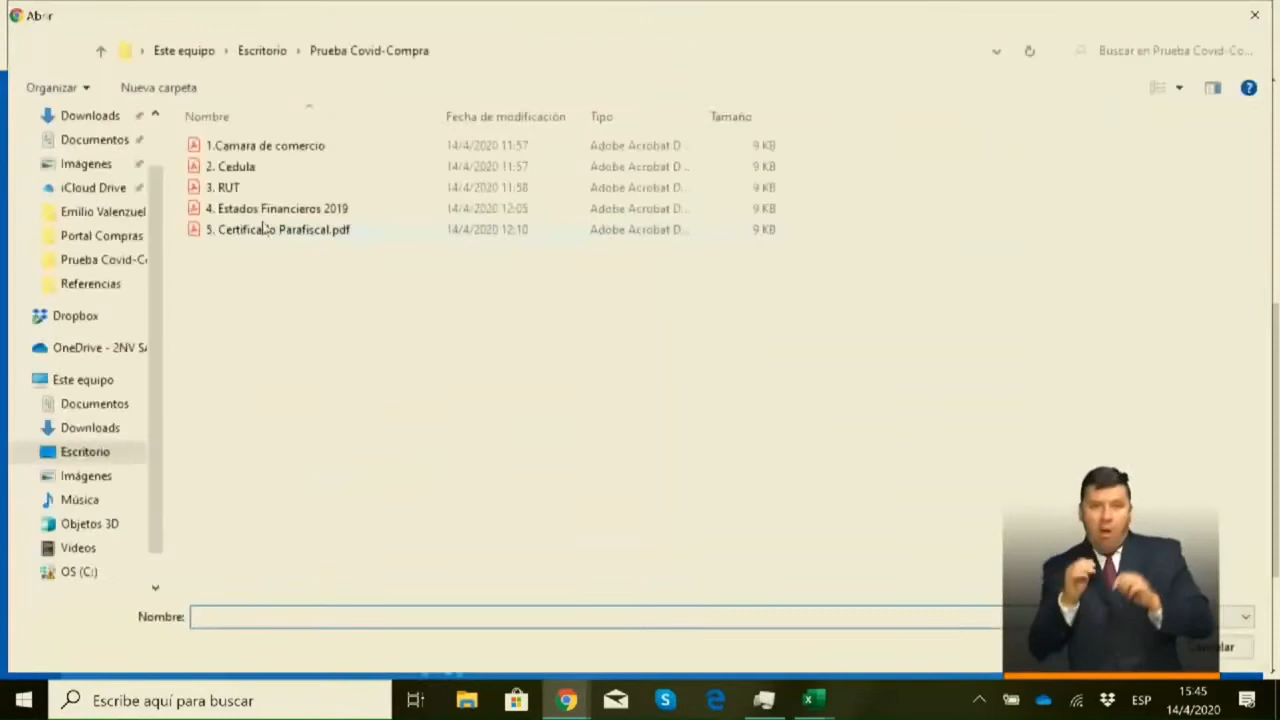 Abrir
Este equipo › Escritorio › Prueba Covid-Compra
Buscar en Prueba Covid-Co...
Organizar
Nueva carpeta
Nombre
Fecha de modificación
Tipo
Tamaño
1.Camara de comercio 14/4/2020 11:57 Adobe Acrobat D... 9 KB
2. Cedula 14/4/2020 11:57 Adobe Acrobat D... 9 KB
3. RUT 14/4/2020 11:58 Adobe Acrobat D... 9 KB
4. Estados Financieros 2019 14/4/2020 12:05 Adobe Acrobat D... 9 KB
5. Certificado Parafiscal.pdf 14/4/2020 12:10 Adobe Acrobat D... 9 KB
Downloads
Documentos
Imágenes
iCloud Drive
Emilio Valenzuel
Portal Compras
Prueba Covid-Co
Referencias
Dropbox
OneDrive - 2NV SA
Este equipo
Documentos
Downloads
Escritorio
Imágenes
Música
Objetos 3D
Videos
OS (C:)
Nombre:
Escribe aquí para buscar
ESP
15:45
14/4/2020